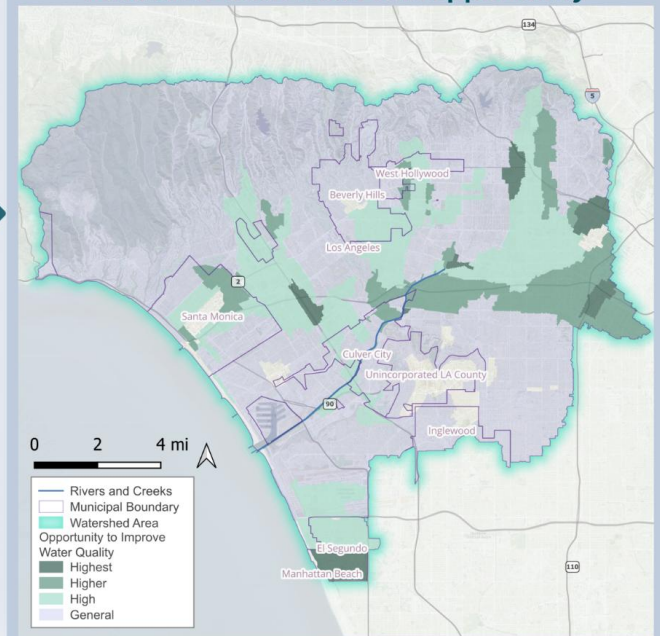 134
5
West Hollywood
Beverly Hills
Los Angeles
2
Santa Monica
Culver City
Unincorporated LA County
90
Inglewood
0 2 4 mi
Rivers and Creeks
Municipal Boundary
Watershed Area
Opportunity to Improve
Water Quality
Highest
Higher
High
General
El Segundo
Manhattan Beach
110